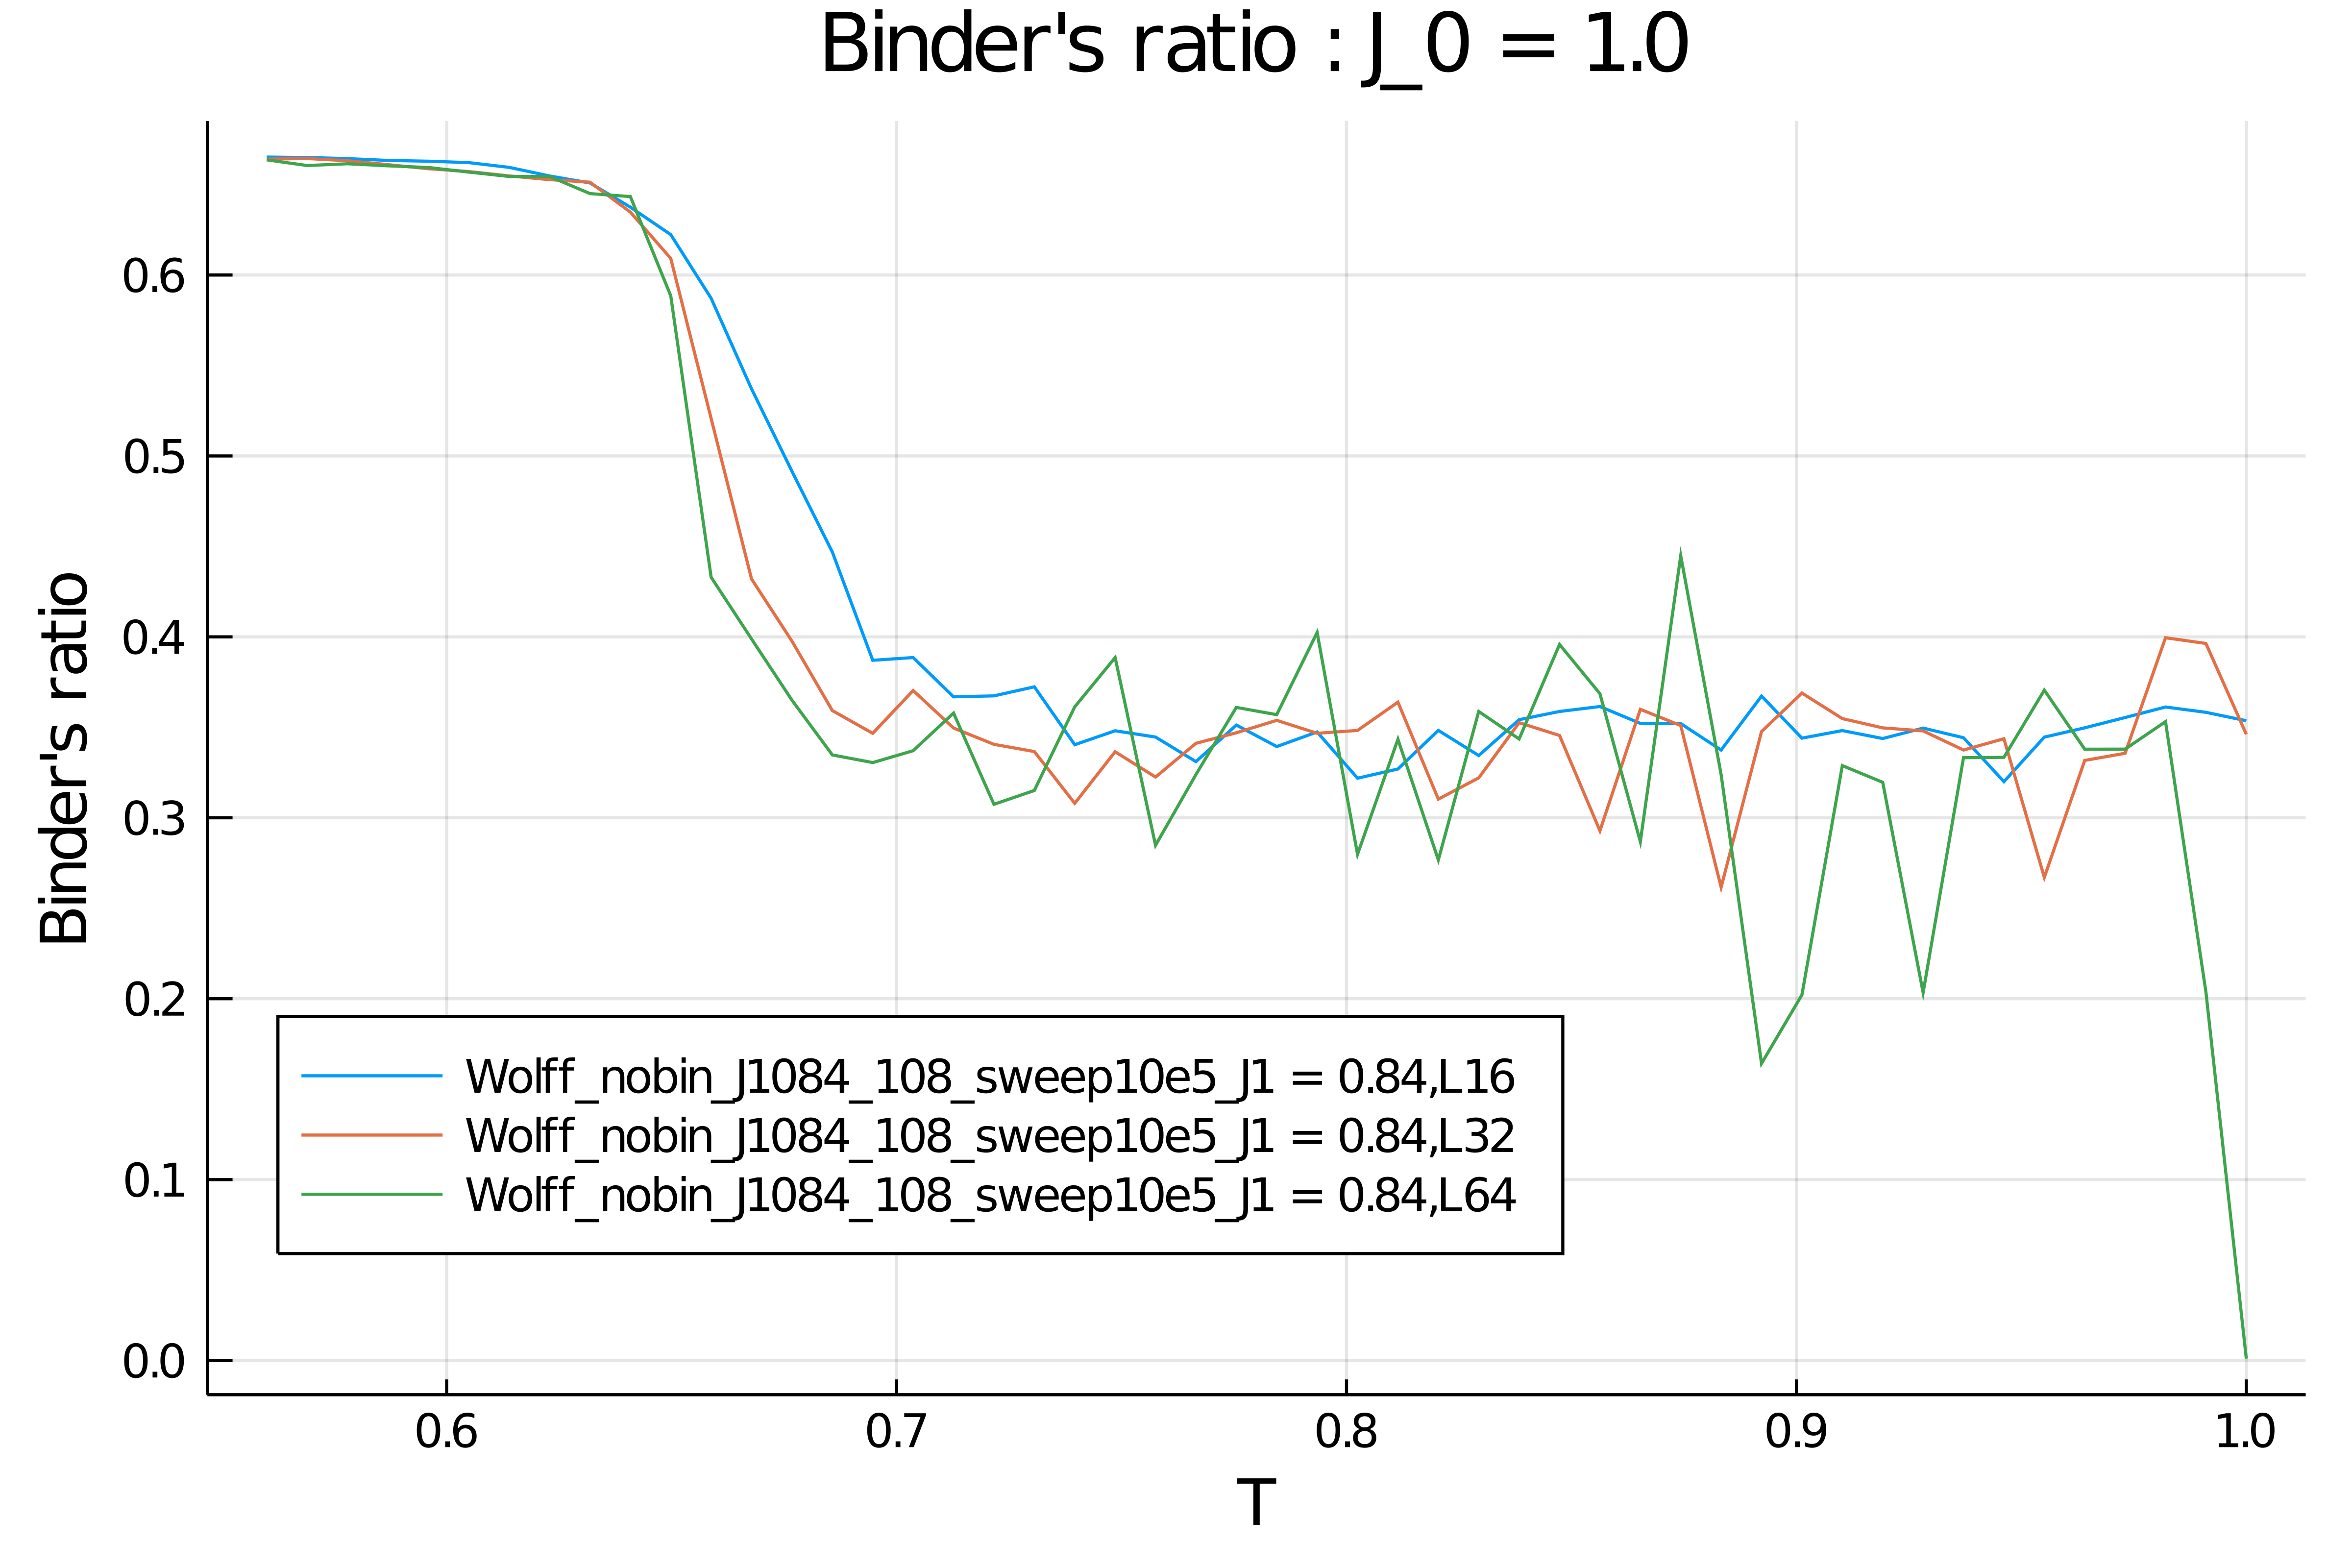 Binder's ratio : J_0 = 1.0
Binder's ratio
0.6
0.5
0.4
0.3
0.2
0.1
0.0
Wolff_nobin_J1084_108_sweep10e5_J1 = 0.84,L16
Wolff_nobin_J1084_108_sweep10e5_J1 = 0.84,L32
Wolff_nobin_J1084_108_sweep10e5_J1 = 0.84,L64
0.6 0.7 0.8 0.9 1.0
T